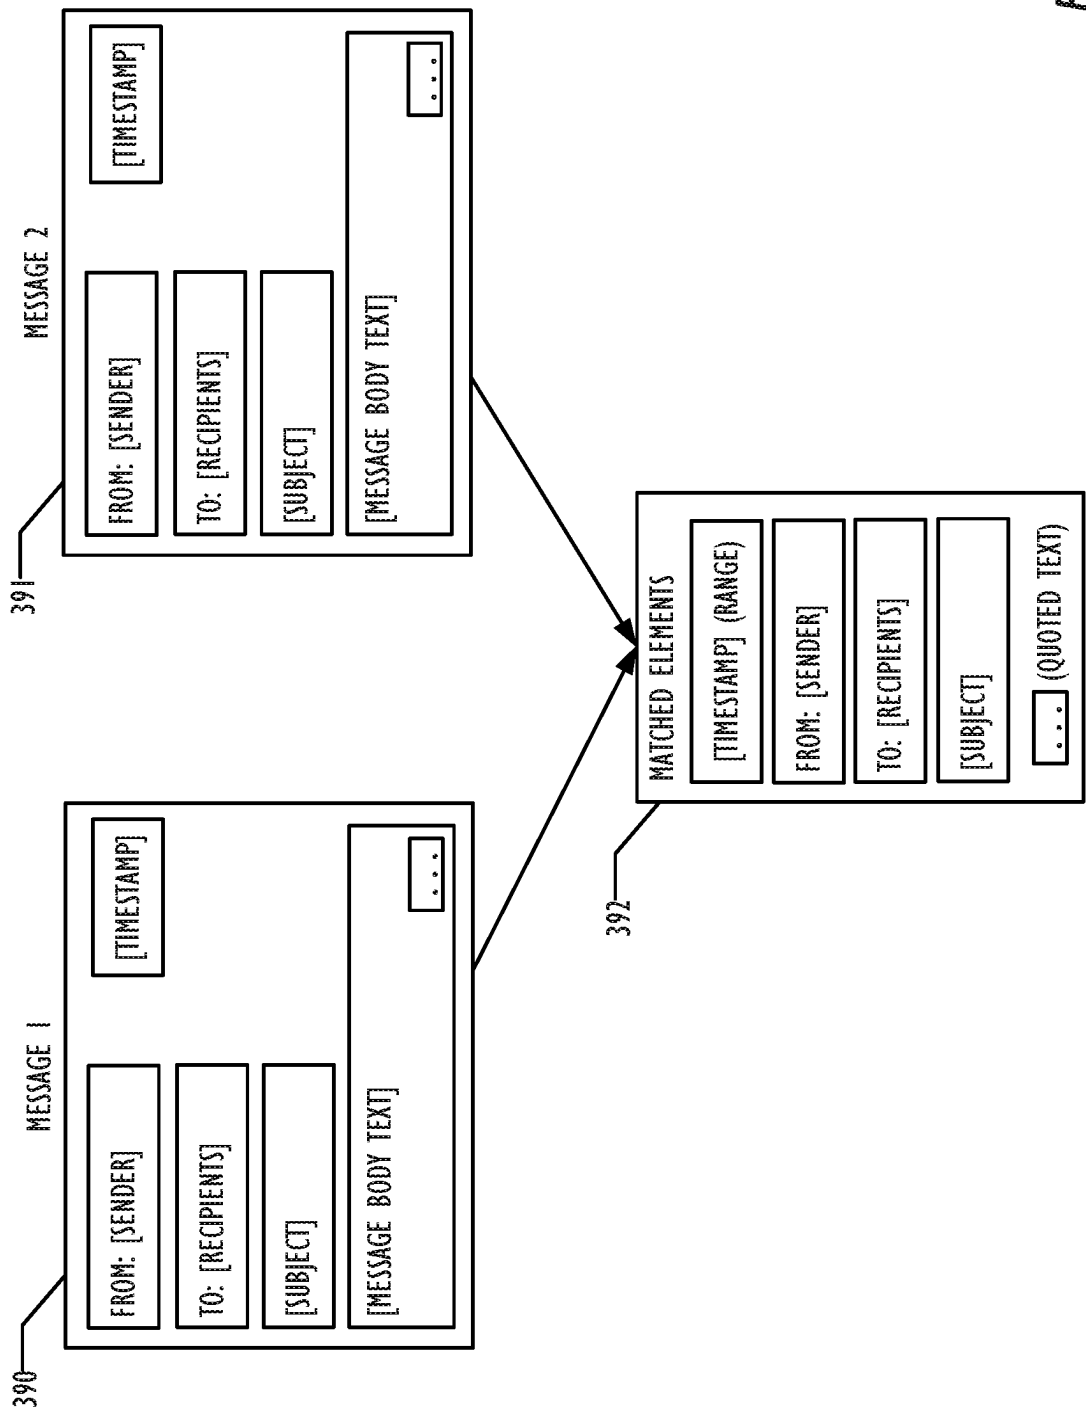 390
MESSAGE 1
FROM: [SENDER]
[TIMESTAMP]
TO: [RECIPIENTS]
[SUBJECT]
[MESSAGE BODY TEXT]
...
391
MESSAGE 2
FROM: [SENDER]
[TIMESTAMP]
TO: [RECIPIENTS]
[SUBJECT]
[MESSAGE BODY TEXT]
...
392
MATCHED ELEMENTS
[TIMESTAMP] (RANGE)
FROM: [SENDER]
TO: [RECIPIENTS]
[SUBJECT]
... (QUOTED TEXT)